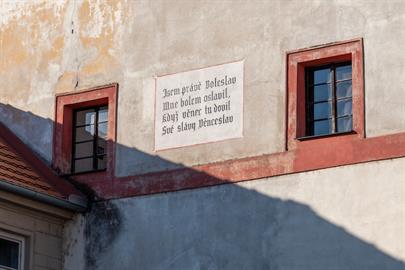 Jsem právě Boleslav
Mne bolem oslavil,
Když věnec tu dovil
Své slávy Věnceslav